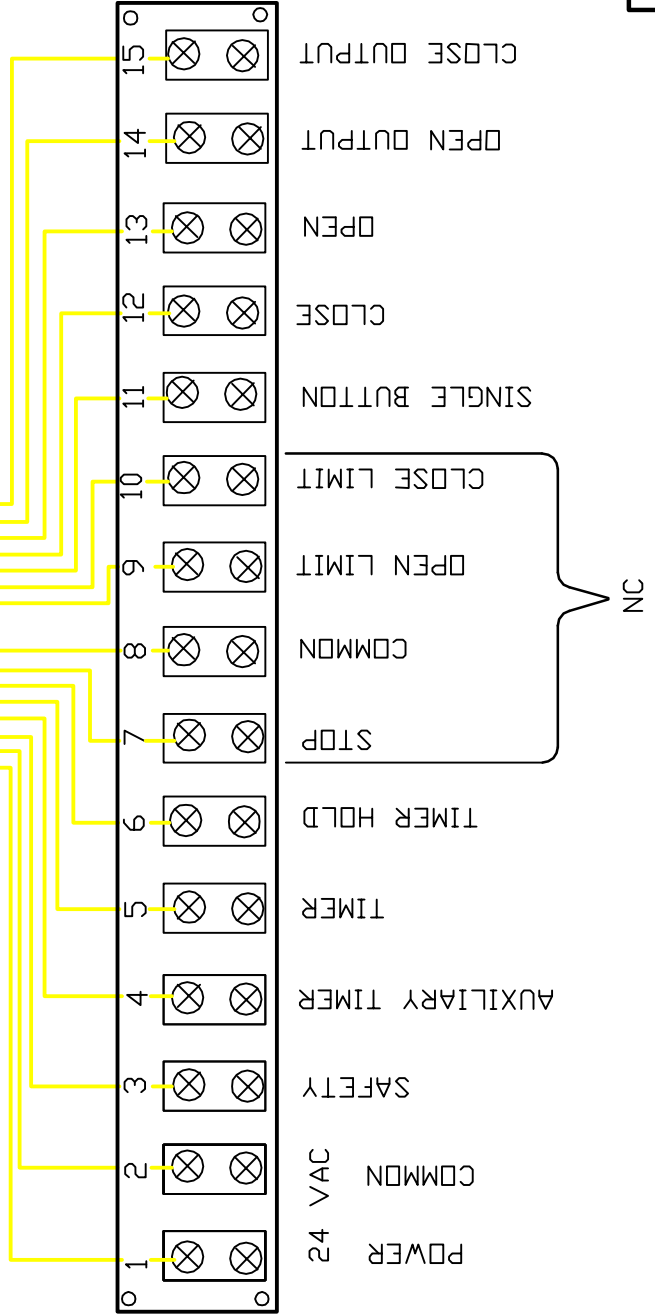 15 CLOSE OUTPUT
14 OPEN OUTPUT
13 OPEN
12 CLOSE
11 SINGLE BUTTON
10 CLOSE LIMIT
9 OPEN LIMIT
8 COMMON
7 STOP
NC
6 TIMER HOLD
5 TIMER
4 AUXILIARY TIMER
3 SAFETY
2 COMMON
24 VAC
1 POWER